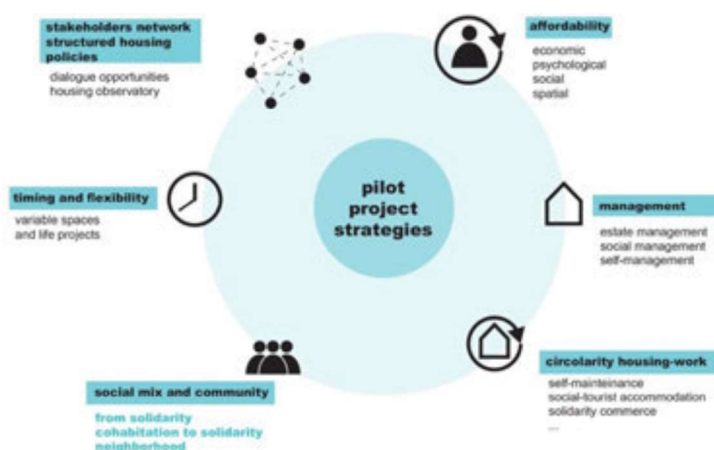 stakeholders network
structured housing
policies
dialogue opportunities
housing observatory
affordability
economic
psychological
social
spatial
timing and flexibility
variable spaces
and life projects
pilot
project
strategies
management
estate management
social management
self-management
social mix and community
from solidarity
cohabitation to solidarity
neighborhood
circolarity housing-work
self-mainteinance
social-tourist accommodation
solidarity commerce
...